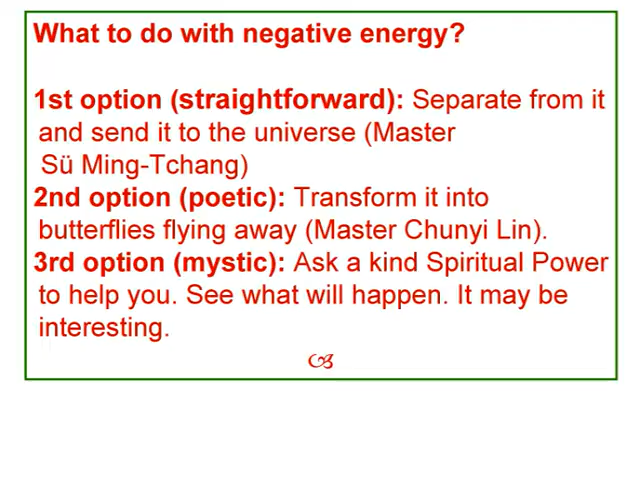 What to do with negative energy?
1st option (straightforward): Separate from it
and send it to the universe (Master
Sü Ming-Tchang)
2nd option (poetic): Transform it into
butterflies flying away (Master Chunyi Lin).
3rd option (mystic): Ask a kind Spiritual Power
to help you. See what will happen. It may be
interesting.